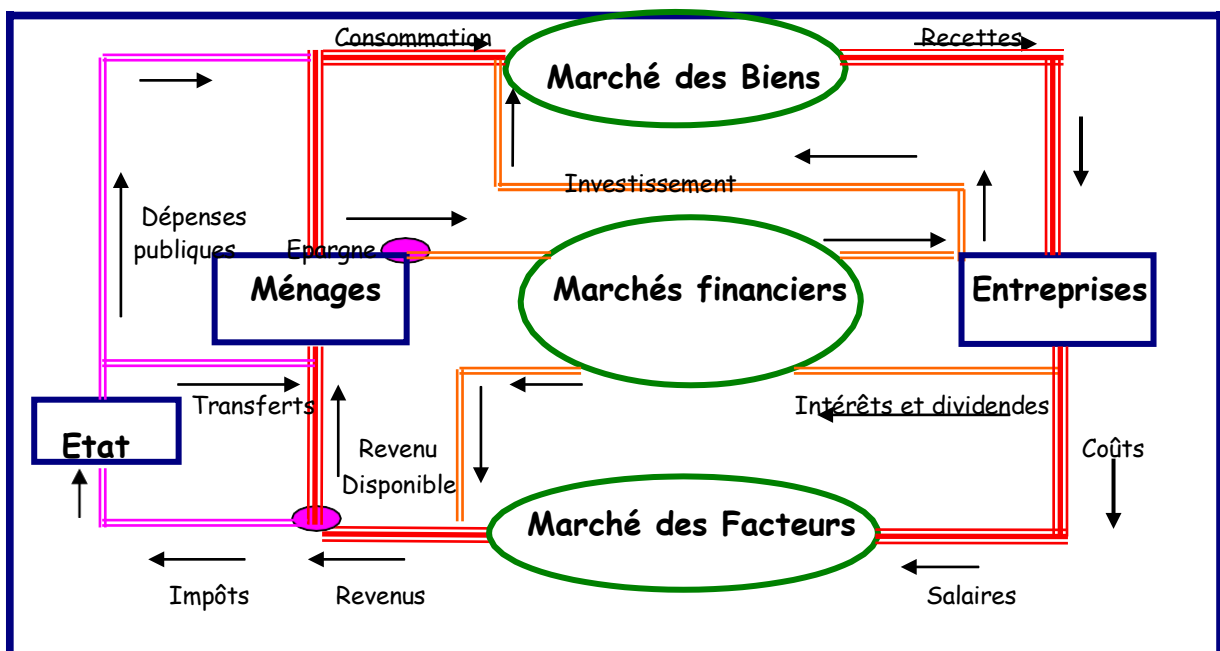 Consommation
Recettes
Marché des Biens
Investissement
Dépenses
publiques
Epargne
Ménages
Marchés financiers
Entreprises
Transferts
Intérêts et dividendes
Etat
Revenu
Disponible
Coûts
Marché des Facteurs
Impôts
Revenus
Salaires